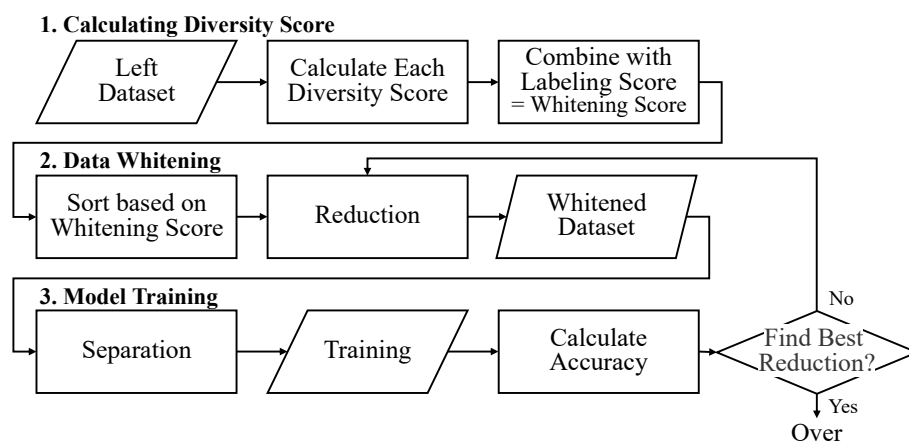 1. Calculating Diversity Score
Left
Dataset
Calculate Each
Diversity Score
Combine with
Labeling Score
= Whitening Score
2. Data Whitening
Sort based on
Whitening Score
Reduction
Whitened
Dataset
3. Model Training
Separation
Training
Calculate
Accuracy
No
Find Best
Reduction?
Yes
Over